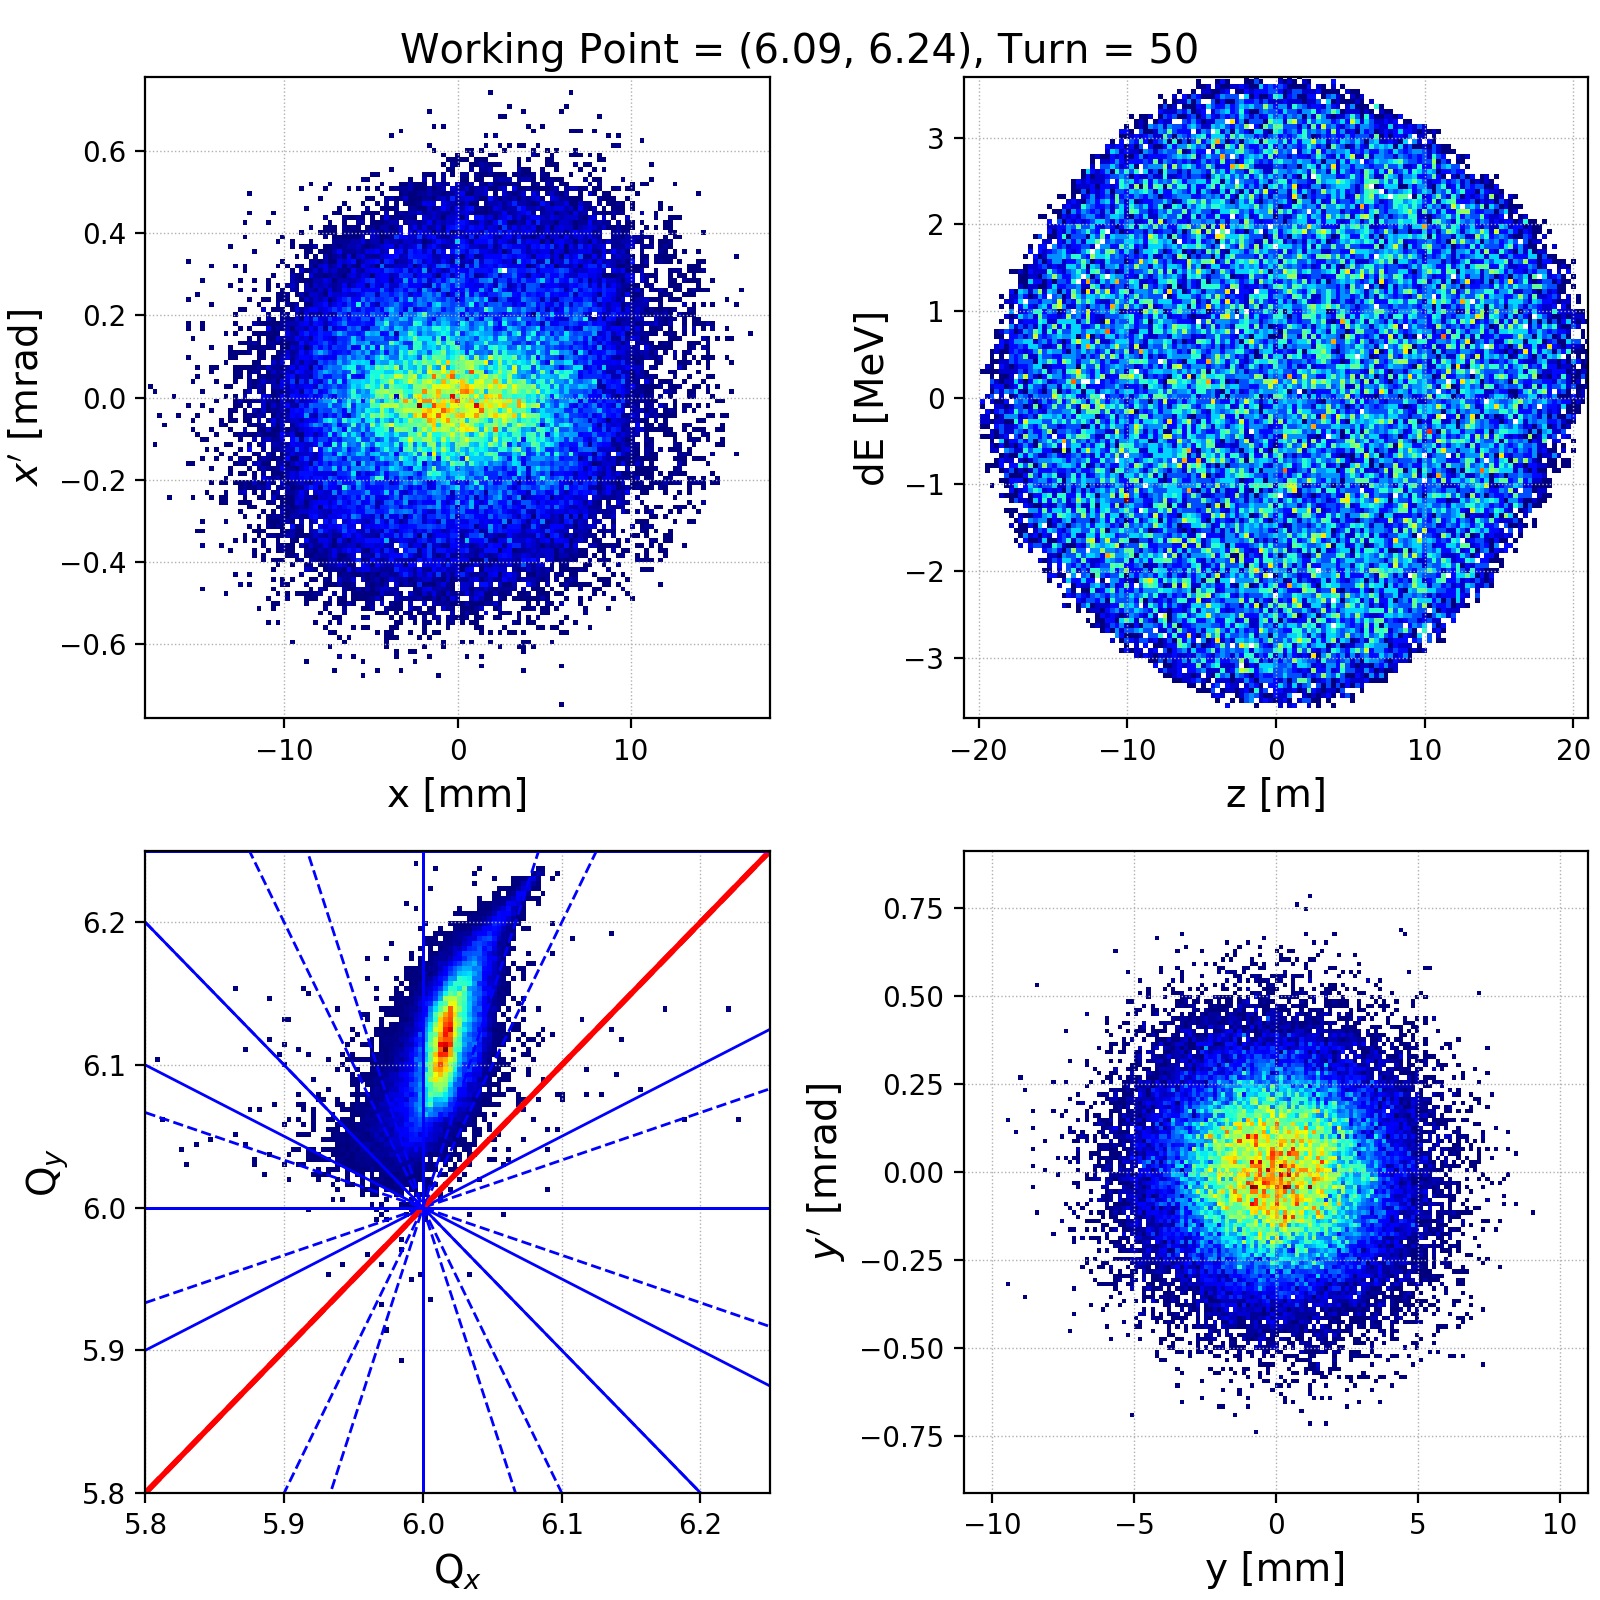 Working Point = (6.09, 6.24), Turn = 50
0.6
0.4
0.2
0.0
−0.2
−0.4
−0.6
x′ [mrad]
−10 0 10
x [mm]
3
2
1
0
−1
−2
−3
dE [MeV]
−20 −10 0 10 20
z [m]
6.2
6.1
6.0
5.9
5.8
Qy
5.8 5.9 6.0 6.1 6.2
Qx
0.75
0.50
0.25
0.00
−0.25
−0.50
−0.75
y′ [mrad]
−10 −5 0 5 10
y [mm]